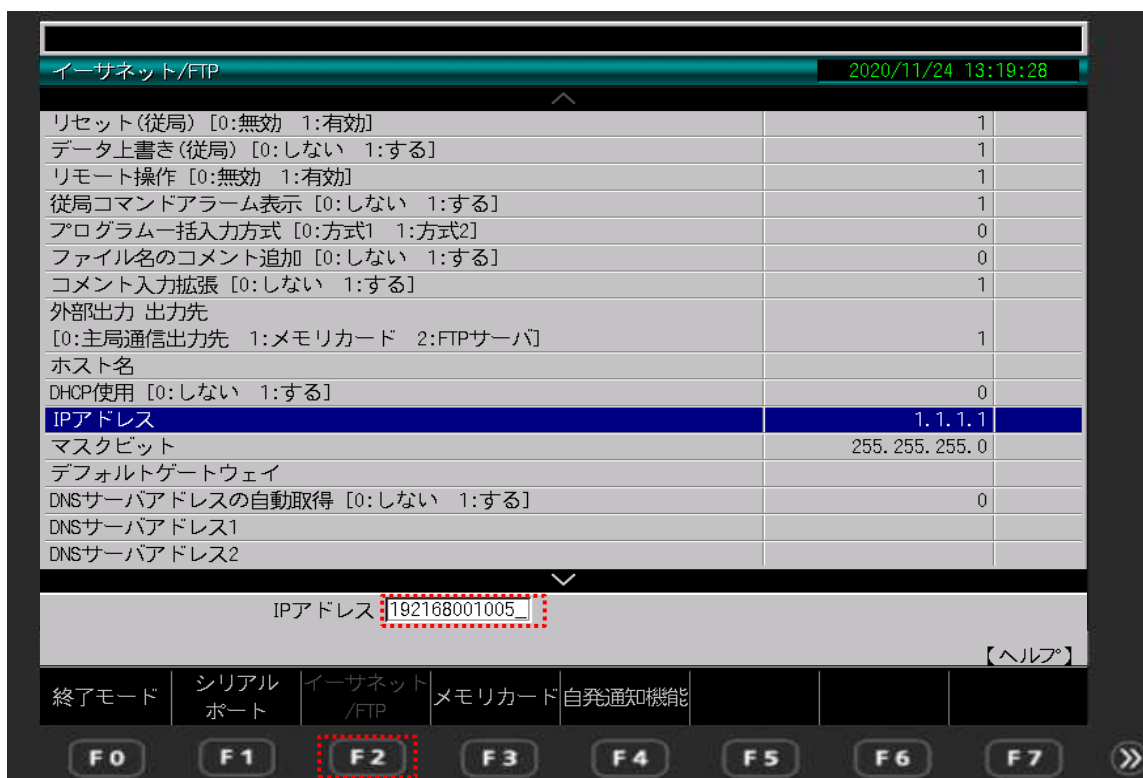 イーサネット/FTP 2020/11/24 13:19:28
リセット(従局) [0:無効 1:有効] 1
データ上書き(従局) [0:しない 1:する] 1
リモート操作 [0:無効 1:有効] 1
従局コマンドアラーム表示 [0:しない 1:する] 1
プログラム一括入力方式 [0:方式1 1:方式2] 0
ファイル名のコメント追加 [0:しない 1:する] 0
コメント入力拡張 [0:しない 1:する] 1
外部出力 出力先
[0:主局通信出力先 1:メモリカード 2:FTPサーバ] 1
ホスト名
DHCP使用 [0:しない 1:する] 0
IPアドレス 1.1.1.1
マスクビット 255.255.255.0
デフォルトゲートウェイ
DNSサーバアドレスの自動取得 [0:しない 1:する] 0
DNSサーバアドレス1
DNSサーバアドレス2
IPアドレス 192168001005_
【ヘルプ】
終了モード シリアル イーサネット メモリカード 自発通知機能
ポート /FTP
F0 F1 F2 F3 F4 F5 F6 F7